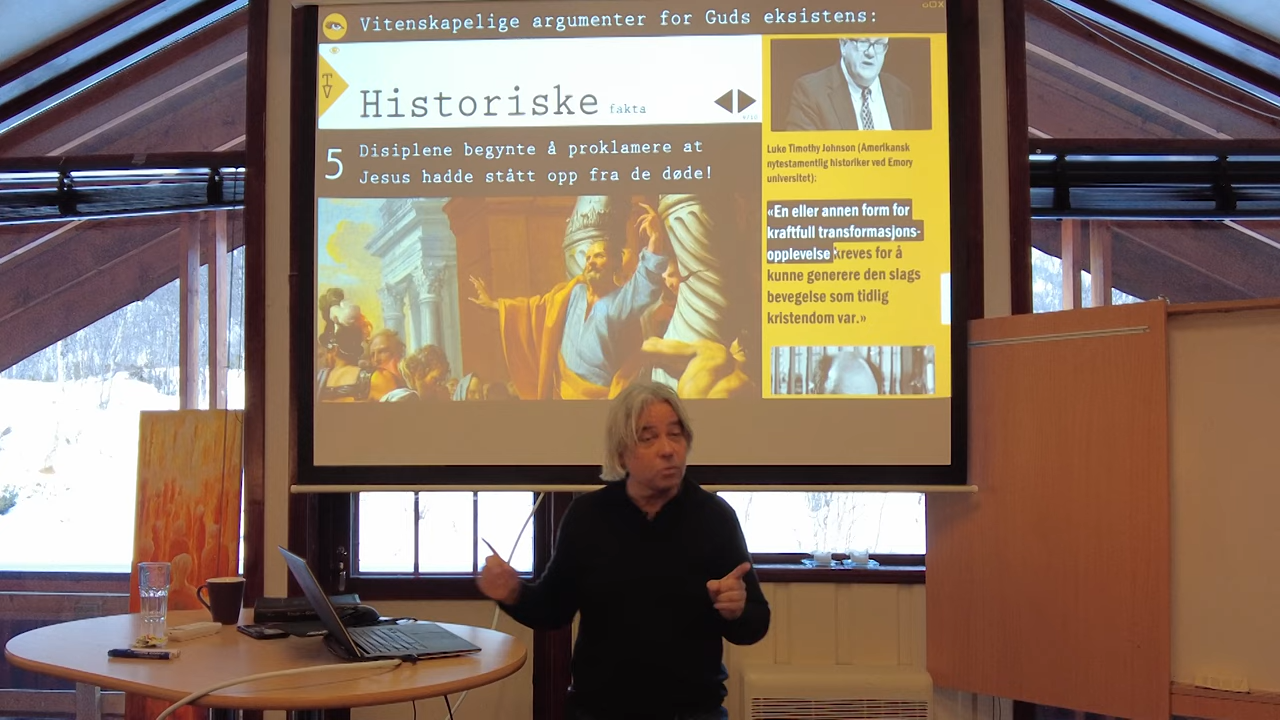 Vitenskapelige argumenter for Guds eksistens:
TV
Historiske fakta
5
Disiplene begynte å proklamere at
Jesus hadde stått opp fra de døde!
Luke Timothy Johnson (Amerikansk
nytestamentlig historiker ved Emory
universitet):
«En eller annen form for
kraftfull transformasjons-
opplevelse kreves for å
kunne generere den slags
bevegelse som tidlig
kristendom var.»